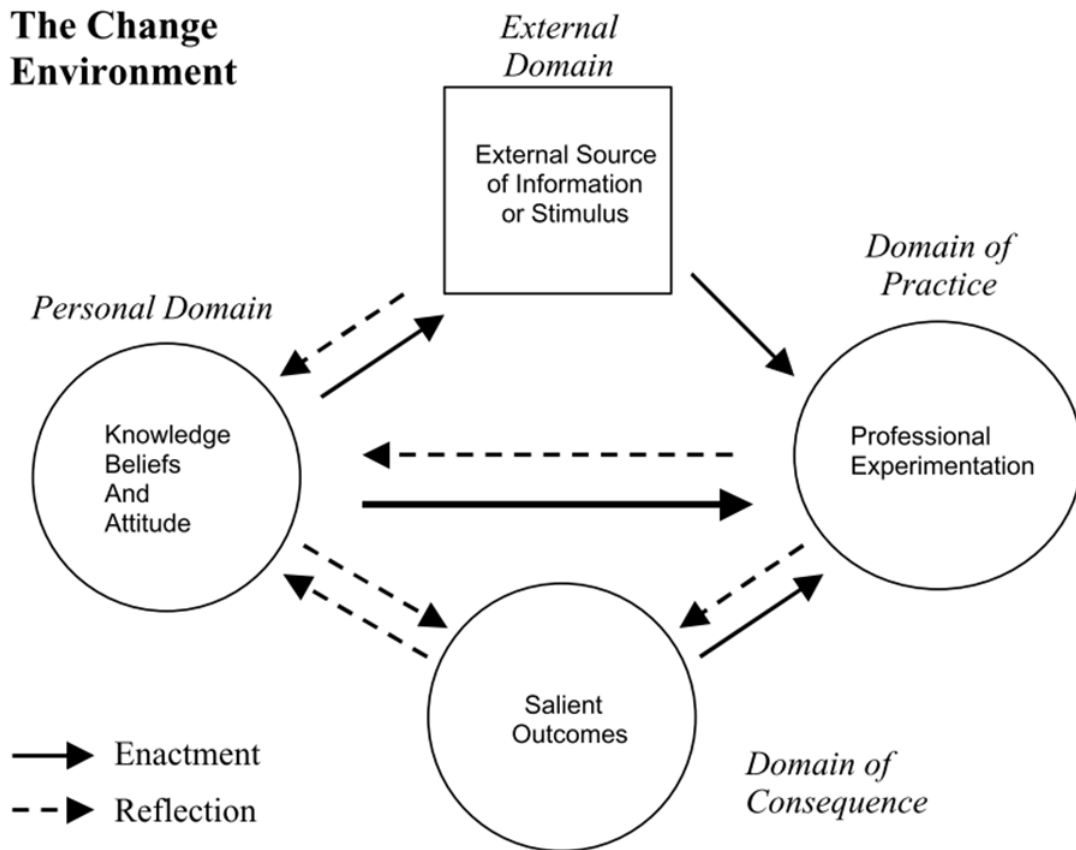 The Change
Environment
External
Domain
External Source
of Information
or Stimulus
Domain of
Practice
Personal Domain
Knowledge
Beliefs
And
Attitude
Professional
Experimentation
Salient
Outcomes
Enactment
Reflection
Domain of
Consequence